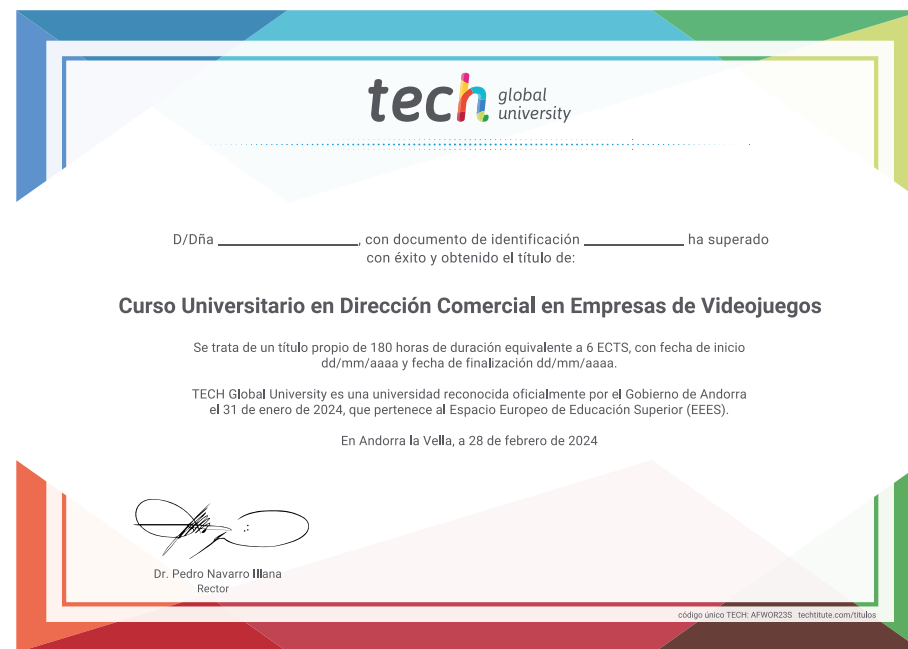 tech global university
D/Dña ____________, con documento de identificación ____________ ha superado
con éxito y obtenido el título de:
Curso Universitario en Dirección Comercial en Empresas de Videojuegos
Se trata de un título propio de 180 horas de duración equivalente a 6 ECTS, con fecha de inicio
dd/mm/aaaa y fecha de finalización dd/mm/aaaa.
TECH Global University es una universidad reconocida oficialmente por el Gobierno de Andorra
el 31 de enero de 2024, que pertenece al Espacio Europeo de Educación Superior (EEES).
En Andorra la Vella, a 28 de febrero de 2024
Dr. Pedro Navarro Illana
Rector
código único TECH: AFWOR23S techtitute.com/titulos